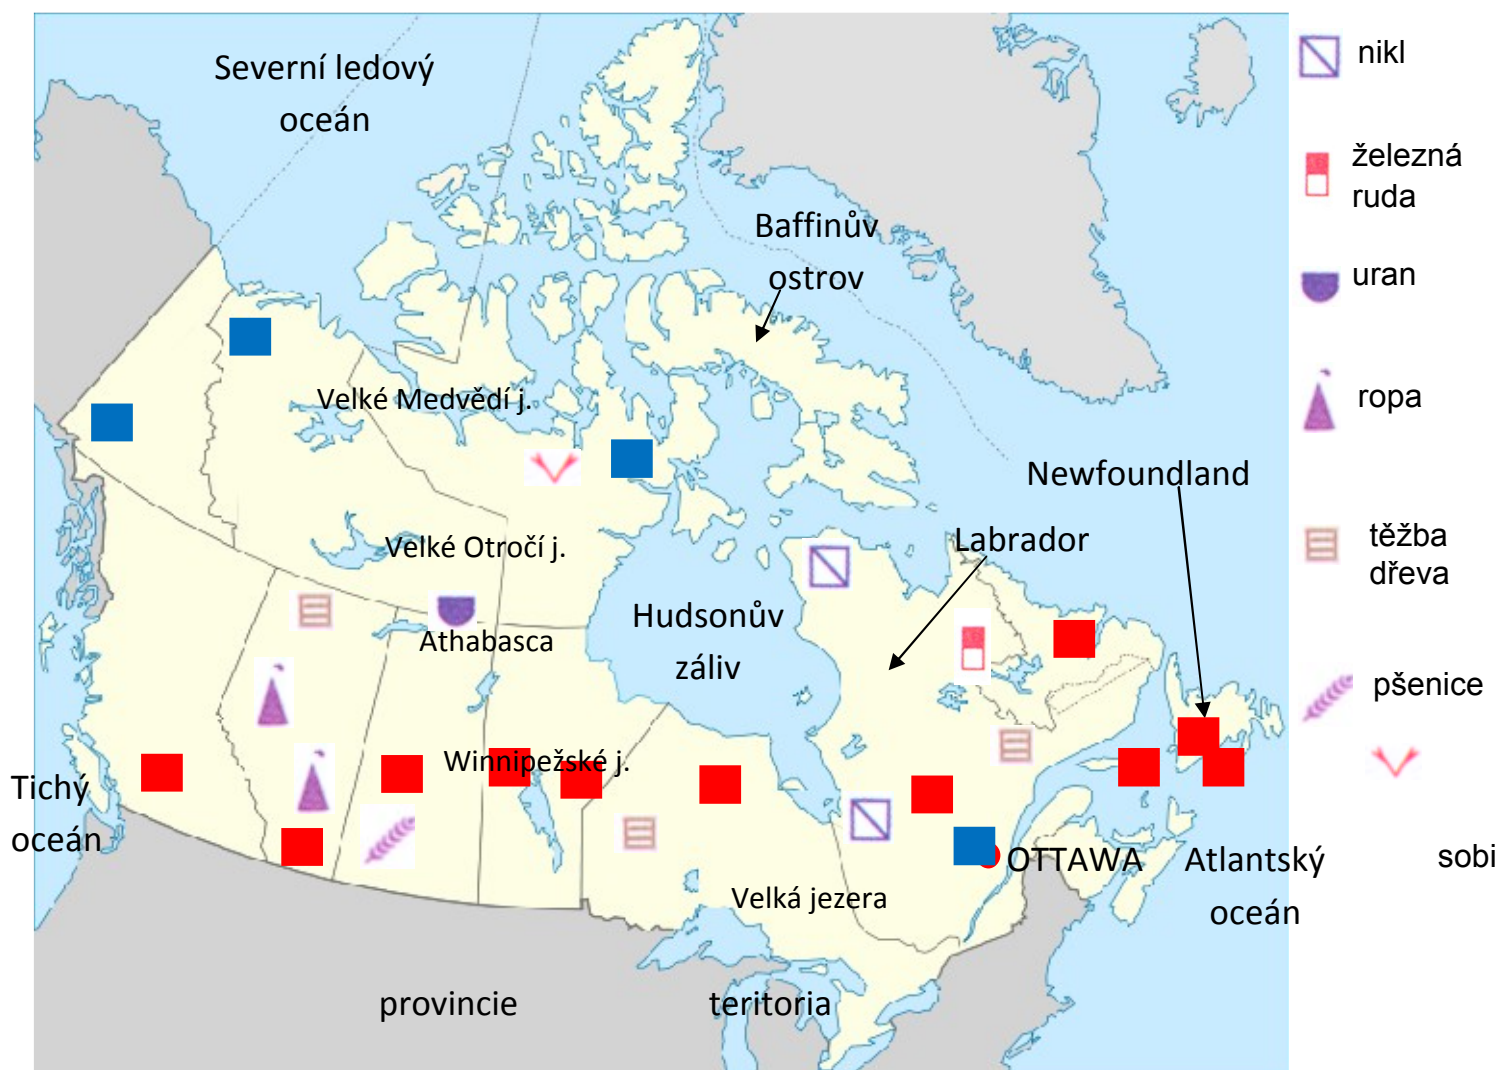 Severní ledový
oceán
nikl
železná
ruda
Baffinův
ostrov
uran
Velké Medvědí j.
ropa
Newfoundland
Labrador
těžba
dřeva
Velké Otročí j.
Hudsonův
záliv
Athabasca
pšenice
Winnipežské j.
Tichý
oceán
OTTAWA
Atlantský
oceán
sobi
Velká jezera
provincie
teritoria